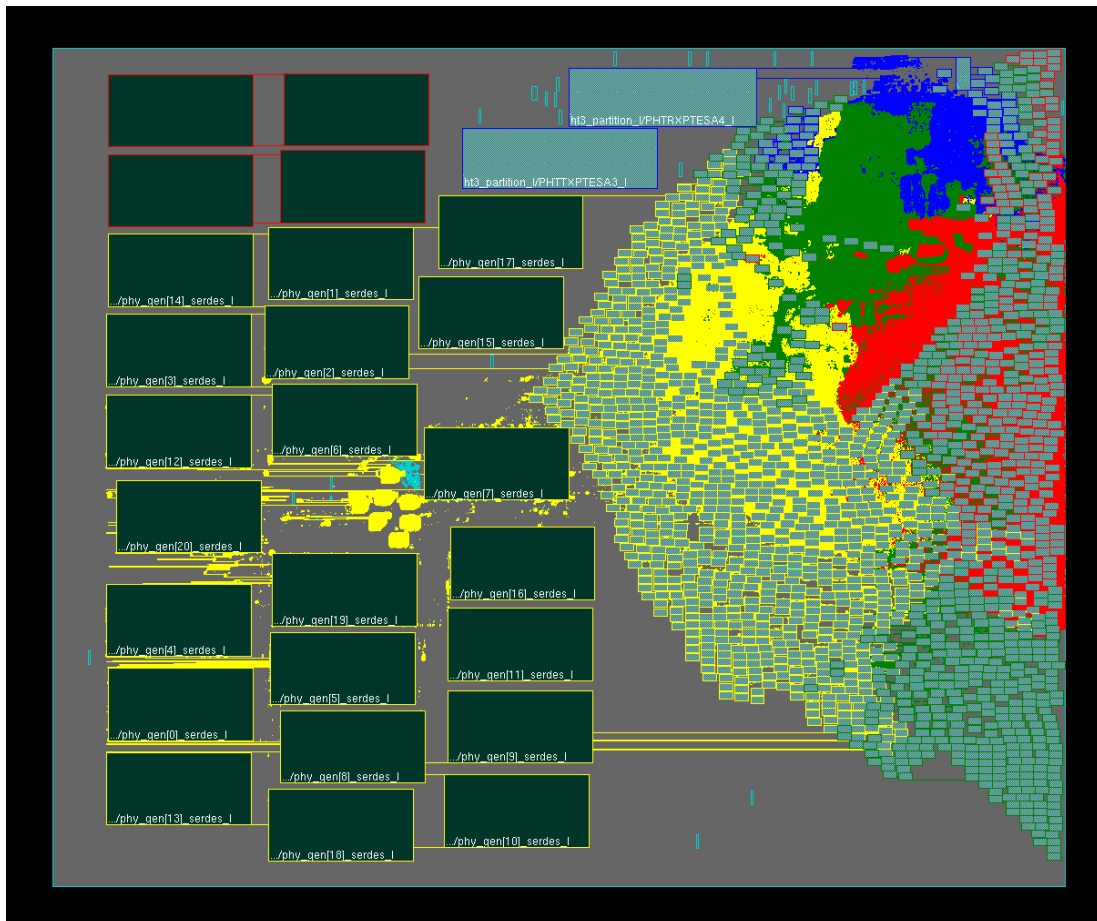 ht3_partition_I/PHTRXPTESA4_I
ht3_partition_I/PHTTXPTESA3_I
.../phy_gen[17]_serdes_I
.../phy_gen[1]_serdes_I
.../phy_gen[14]_serdes_I
.../phy_gen[15]_serdes_I
.../phy_gen[2]_serdes_I
.../phy_gen[3]_serdes_I
.../phy_gen[6]_serdes_I
.../phy_gen[12]_serdes_I
.../phy_gen[7]_serdes_I
.../phy_gen[20]_serdes_I
.../phy_gen[16]_serdes_I
.../phy_gen[19]_serdes_I
.../phy_gen[4]_serdes_I
.../phy_gen[11]_serdes_I
.../phy_gen[5]_serdes_I
.../phy_gen[0]_serdes_I
.../phy_gen[9]_serdes_I
.../phy_gen[8]_serdes_I
.../phy_gen[13]_serdes_I
.../phy_gen[10]_serdes_I
.../phy_gen[18]_serdes_I